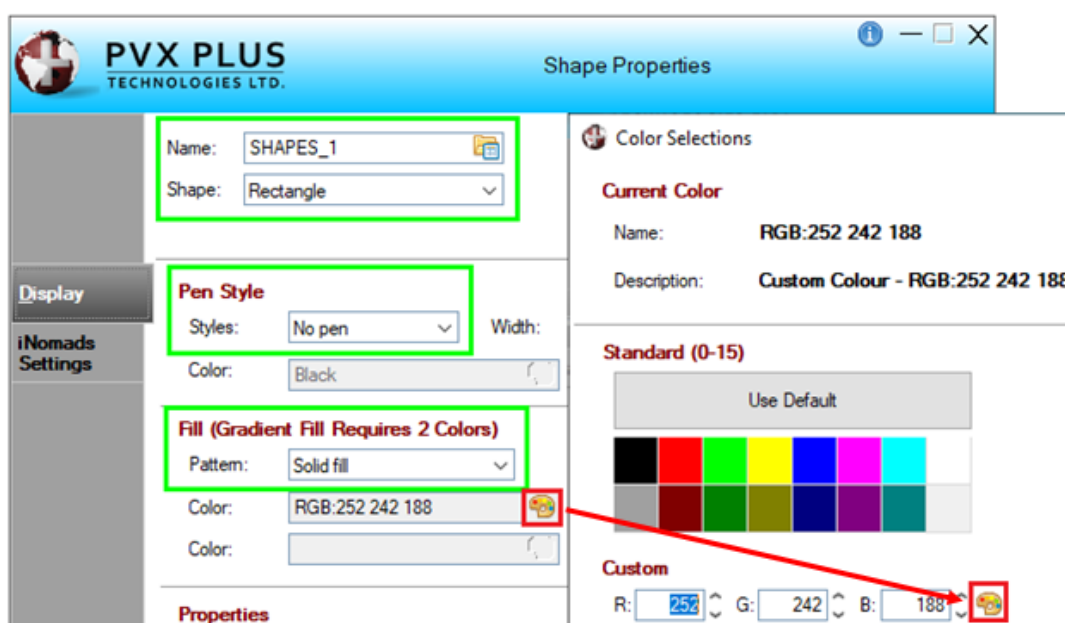 PVX PLUS
TECHNOLOGIES LTD.
Shape Properties
Name: SHAPES_1
Shape: Rectangle
Display
iNomads
Settings
Pen Style
Styles: No pen Width:
Color: Black
Fill (Gradient Fill Requires 2 Colors)
Pattern: Solid fill
Color: RGB:252 242 188
Color:
Properties
Color Selections
Current Color
Name: RGB:252 242 188
Description: Custom Colour - RGB:252 242 188
Standard (0-15)
Use Default
Custom
R: 252 G: 242 B: 188